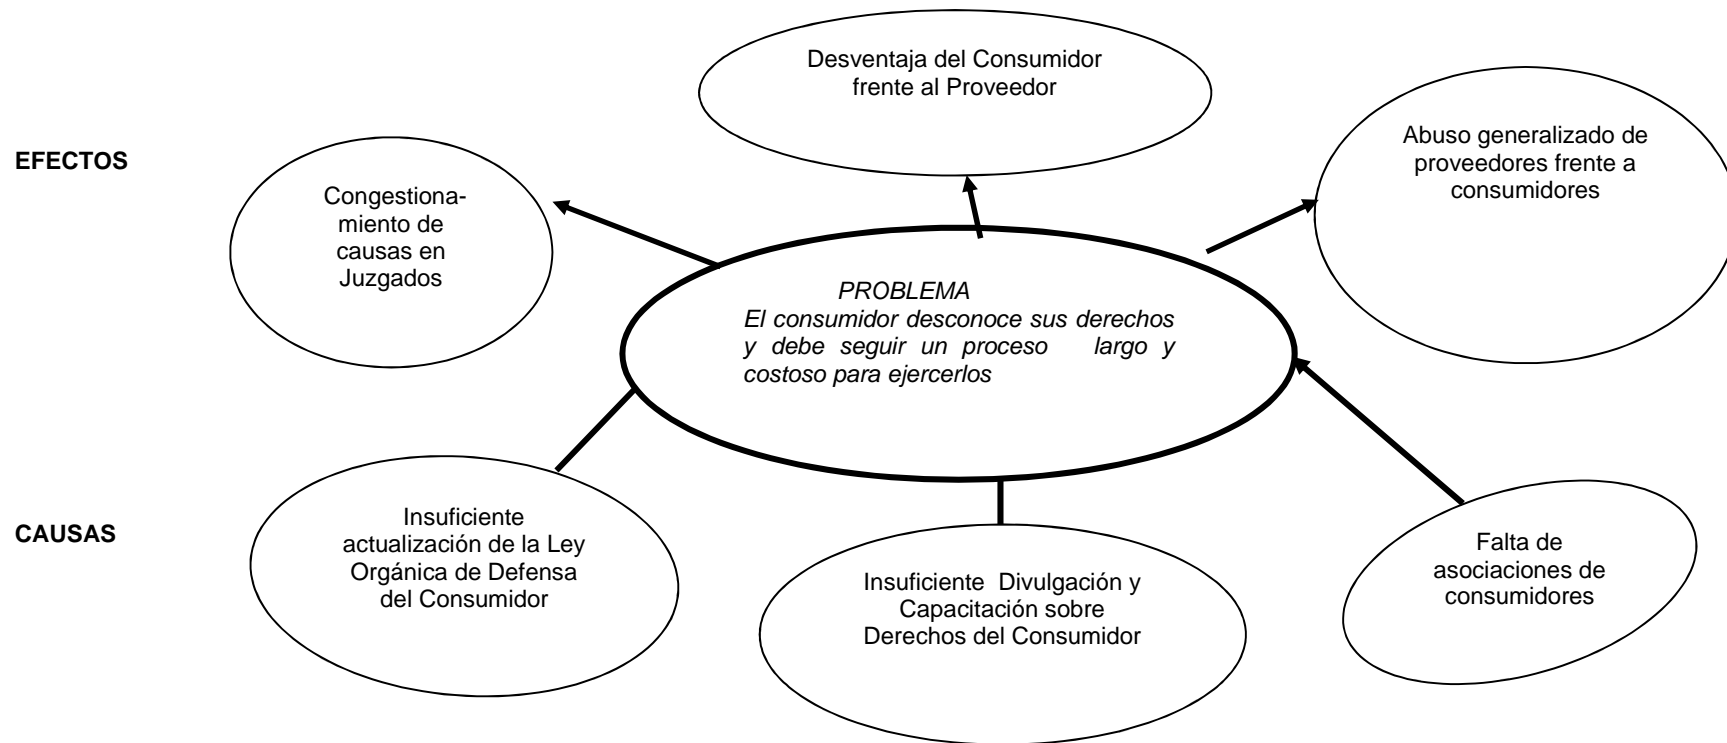 Desventaja del Consumidor
frente al Proveedor
EFECTOS
Congestiona-
miento de
causas en
Juzgados
Abuso generalizado de
proveedores frente a
consumidores
PROBLEMA
El consumidor desconoce sus derechos
y debe seguir un proceso largo y
costoso para ejercerlos
CAUSAS
Insuficiente
actualización de la Ley
Orgánica de Defensa
del Consumidor
Insuficiente Divulgación y
Capacitación sobre
Derechos del Consumidor
Falta de
asociaciones de
consumidores